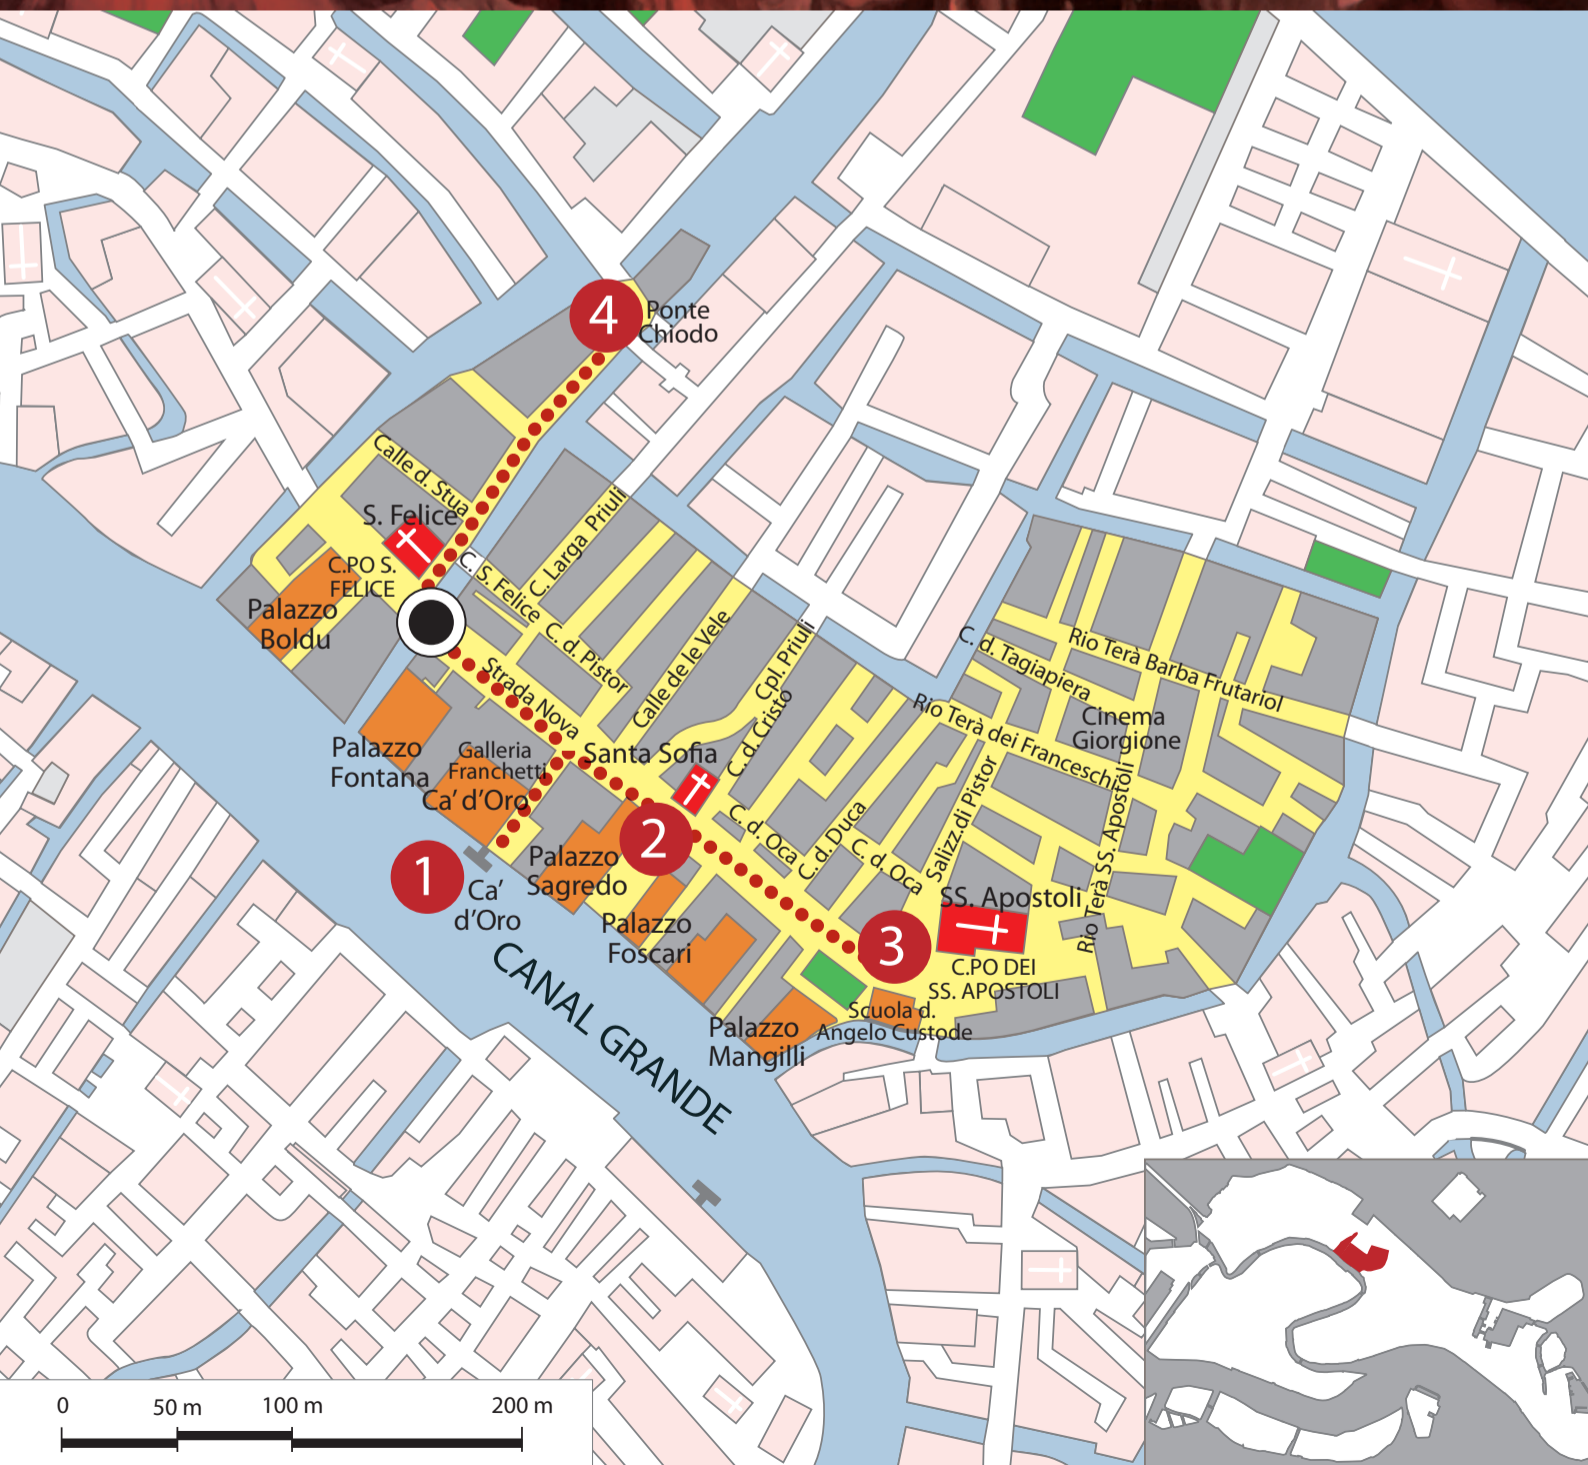 4
Ponte
Chiodo
Calle d. Stua
S. Felice
C.PO S.
FELICE
Palazzo
Boldu
C. Larga Priuli
C. S. Felice
C. d. Pistor
Strada Nova
Calle de le Vele
Cpl. Priuli
C. d. Cristo
Santa Sofia
Palazzo
Fontana
Galleria
Franchetti
Ca' d'Oro
1
Ca'
d'Oro
2
Palazzo
Sagredo
Palazzo
Foscari
C. d. Oca
C. d. Duca
C. d. Oca
Salizz.di Pistor
C. d. Tagiapiera
Rio Terà Barba Frutariol
Rio Terà dei Franceschi
Cinema
Giorgione
Rio Terà SS. Apostoli
SS. Apostoli
3
C.PO DEI
SS. APOSTOLI
Scuola d.
Angelo Custode
Palazzo
Mangilli
CANAL GRANDE
0
50 m
100 m
200 m